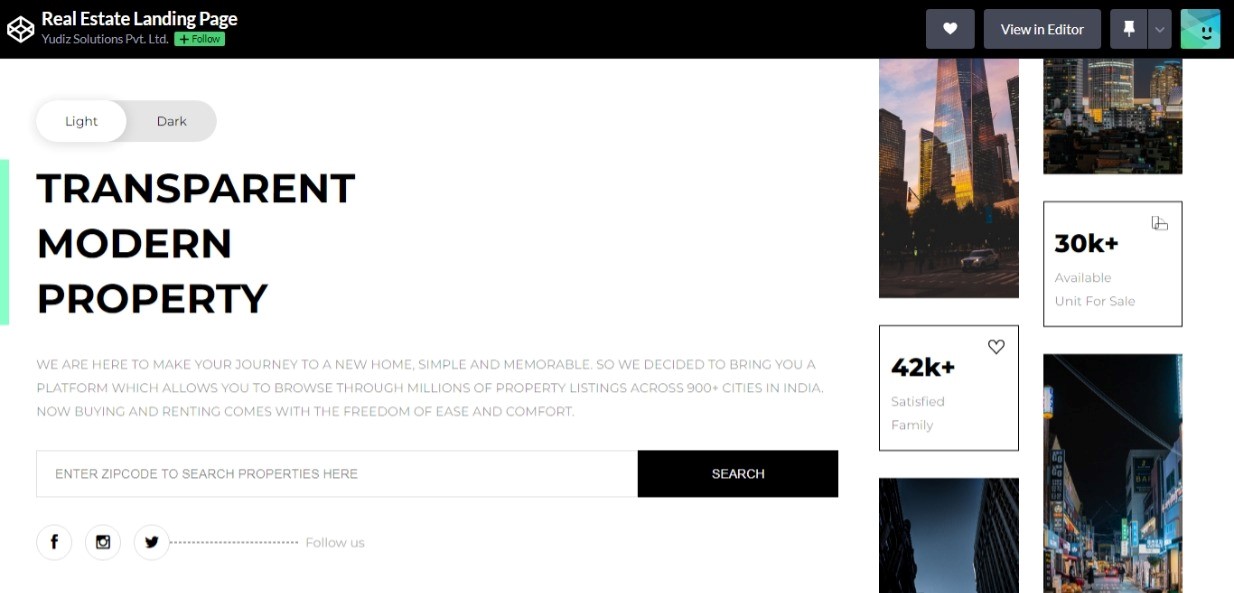 Real Estate Landing Page
Yudiz Solutions Pvt. Ltd. + Follow
View in Editor
Light Dark
TRANSPARENT
MODERN
PROPERTY
WE ARE HERE TO MAKE YOUR JOURNEY TO A NEW HOME, SIMPLE AND MEMORABLE. SO WE DECIDED TO BRING YOU A
PLATFORM WHICH ALLOWS YOU TO BROWSE THROUGH MILLIONS OF PROPERTY LISTINGS ACROSS 900+ CITIES IN INDIA.
NOW BUYING AND RENTING COMES WITH THE FREEDOM OF EASE AND COMFORT.
ENTER ZIPCODE TO SEARCH PROPERTIES HERE
SEARCH
Follow us
42k+
Satisfied
Family
30k+
Available
Unit For Sale